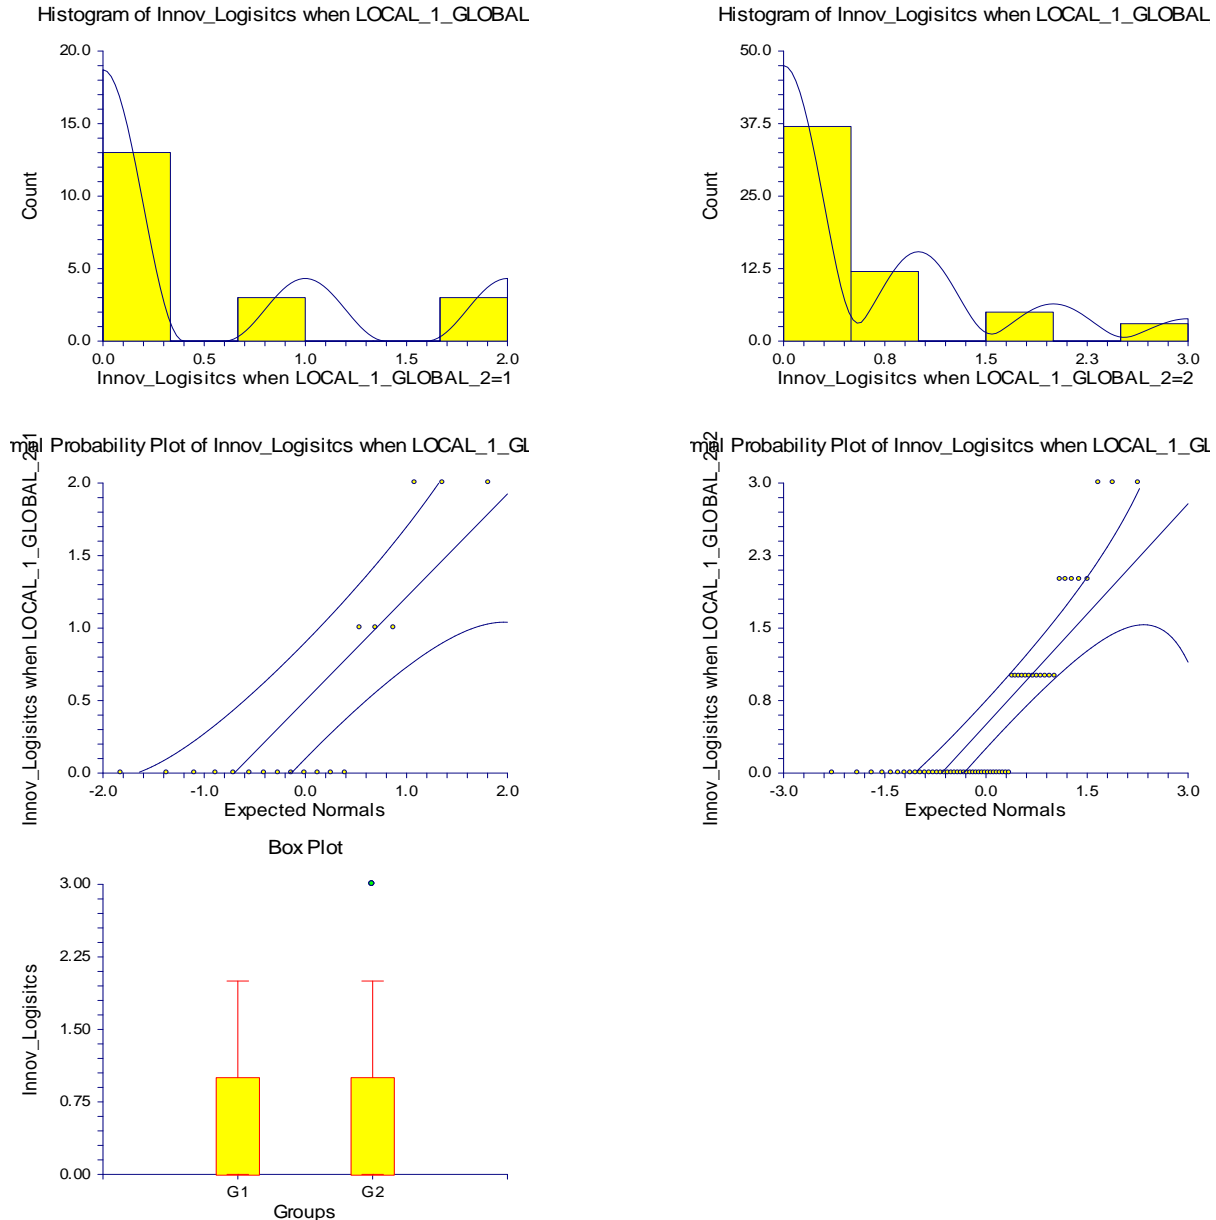 Histogram of Innov_Logisitcs when LOCAL_1_GLOBAL
20.0
15.0
10.0
5.0
0.0
Count
0.0 0.5 1.0 1.5 2.0
Innov_Logisitcs when LOCAL_1_GLOBAL_2=1
Histogram of Innov_Logisitcs when LOCAL_1_GLOBAL
50.0
37.5
25.0
12.5
0.0
Count
0.0 0.8 1.5 2.3 3.0
Innov_Logisitcs when LOCAL_1_GLOBAL_2=2
mal Probability Plot of Innov_Logisitcs when LOCAL_1_GL
2.0
1.5
1.0
0.5
0.0
Innov_Logisitcs when LOCAL_1_GLOBAL_2=1
-2.0 -1.0 0.0 1.0 2.0
Expected Normals
mal Probability Plot of Innov_Logisitcs when LOCAL_1_GL
3.0
2.3
1.5
0.8
0.0
Innov_Logisitcs when LOCAL_1_GLOBAL_2=2
-3.0 -1.5 0.0 1.5 3.0
Expected Normals
Box Plot
3.00
2.25
1.50
0.75
0.00
Innov_Logisitcs
G1 G2
Groups